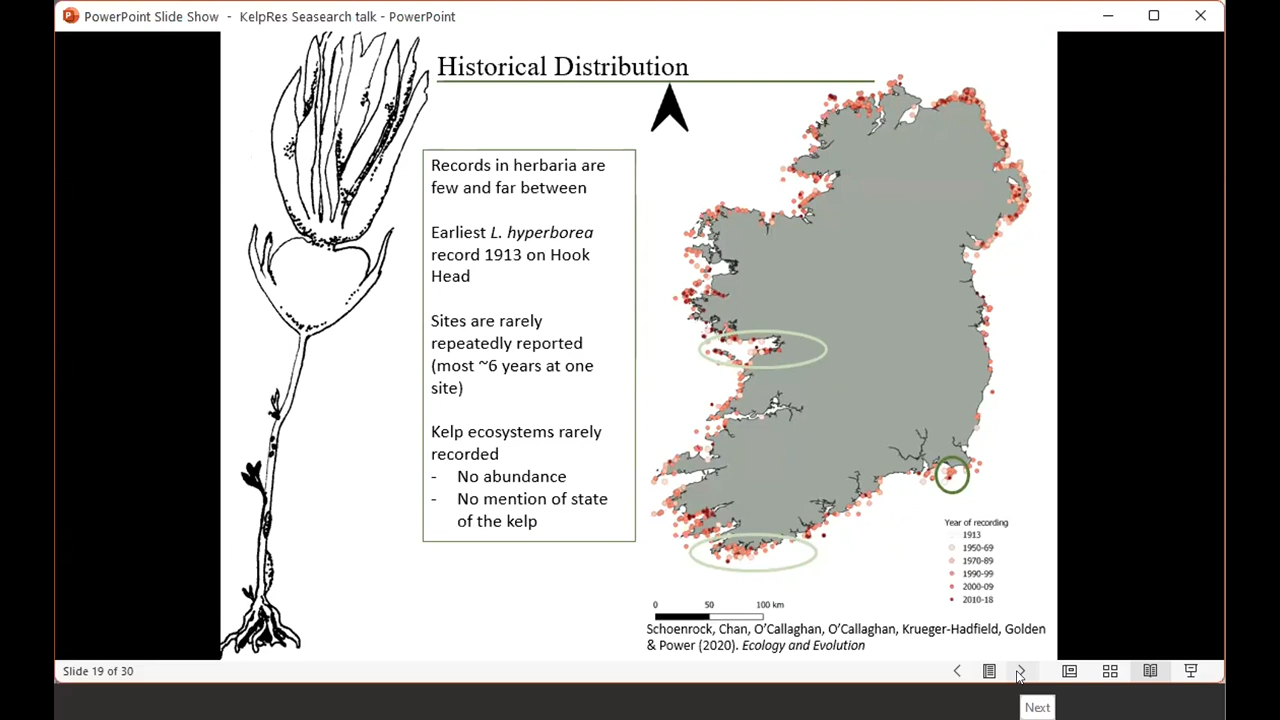 PowerPoint Slide Show - KelpRes Seasearch talk - PowerPoint
Historical Distribution
Records in herbaria are
few and far between
Earliest L. hyperborea
record 1913 on Hook
Head
Sites are rarely
repeatedly reported
(most ~6 years at one
site)
Kelp ecosystems rarely
recorded
- No abundance
- No mention of state
of the kelp
Year of recording
1913
1950-69
1970-89
1990-99
2000-09
2010-18
0 50 100 km
Schoenrock, Chan, O'Callaghan, O'Callaghan, Krueger-Hadfield, Golden
& Power (2020). Ecology and Evolution
Slide 19 of 30
Next